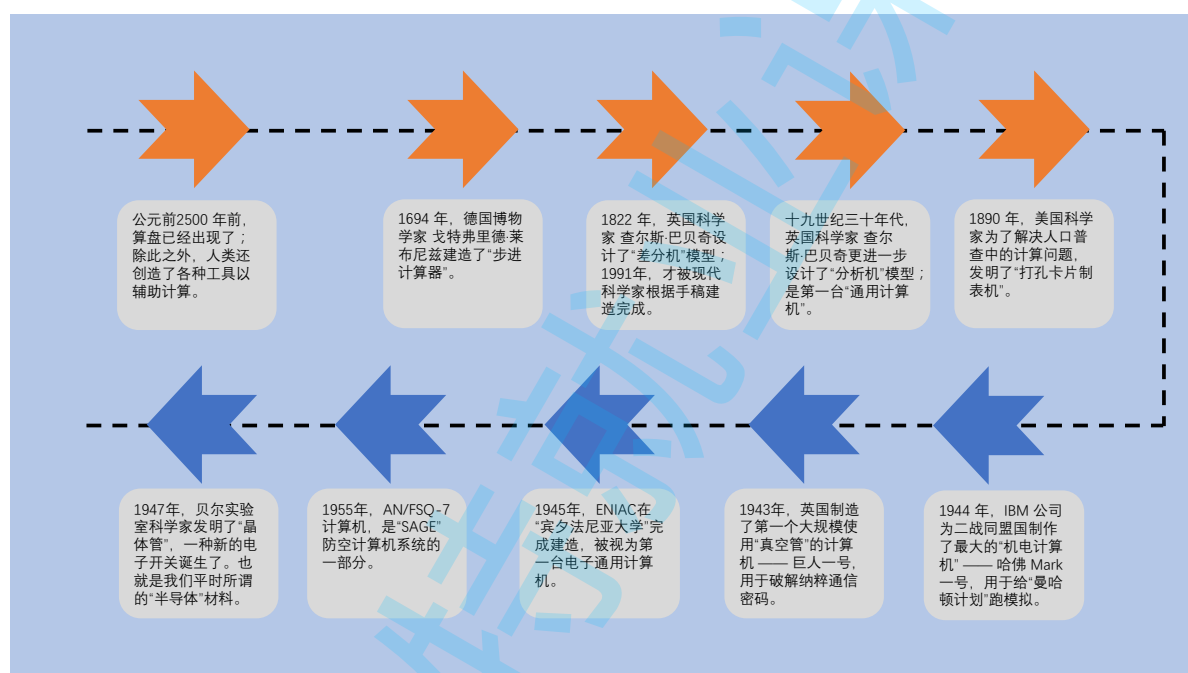 公元前2500 年前,
算盘已经出现了；
除此之外，人类还
创造了各种工具以
辅助计算。
1694 年，德国博物
学家 戈特弗里德·莱
布尼兹建造了“步进
计算器”。
1822 年，英国科学
家 查尔斯·巴贝奇设
计了“差分机”模型；
1991年，才被现代
科学家根据手稿建
造完成。
十九世纪三十年代，
英国科学家 查尔
斯·巴贝奇更进一步
设计了“分析机”模型；
是第一台“通用计算
机”。
1890 年，美国科学
家为了解决人口普
查中的计算问题，
发明了“打孔卡片制
表机”。
1944 年，IBM 公司
为二战同盟国制作
了最大的“机电计算
机” —— 哈佛 Mark
一号，用于给“曼哈
顿计划”跑模拟。
1943年，英国制造
了第一个大规模使
用“真空管”的计算
机 —— 巨人一号，
用于破解纳粹通信
密码。
1945年，ENIAC在
“宾夕法尼亚大学”完
成建造，被视为第
一台电子通用计算
机。
1955年，AN/FSQ-7
计算机，是“SAGE”
防空计算机系统的
一部分。
1947年，贝尔实验
室科学家发明了“晶
体管”，一种新的电
子开关诞生了。也
就是我们平时所谓
的“半导体”材料。